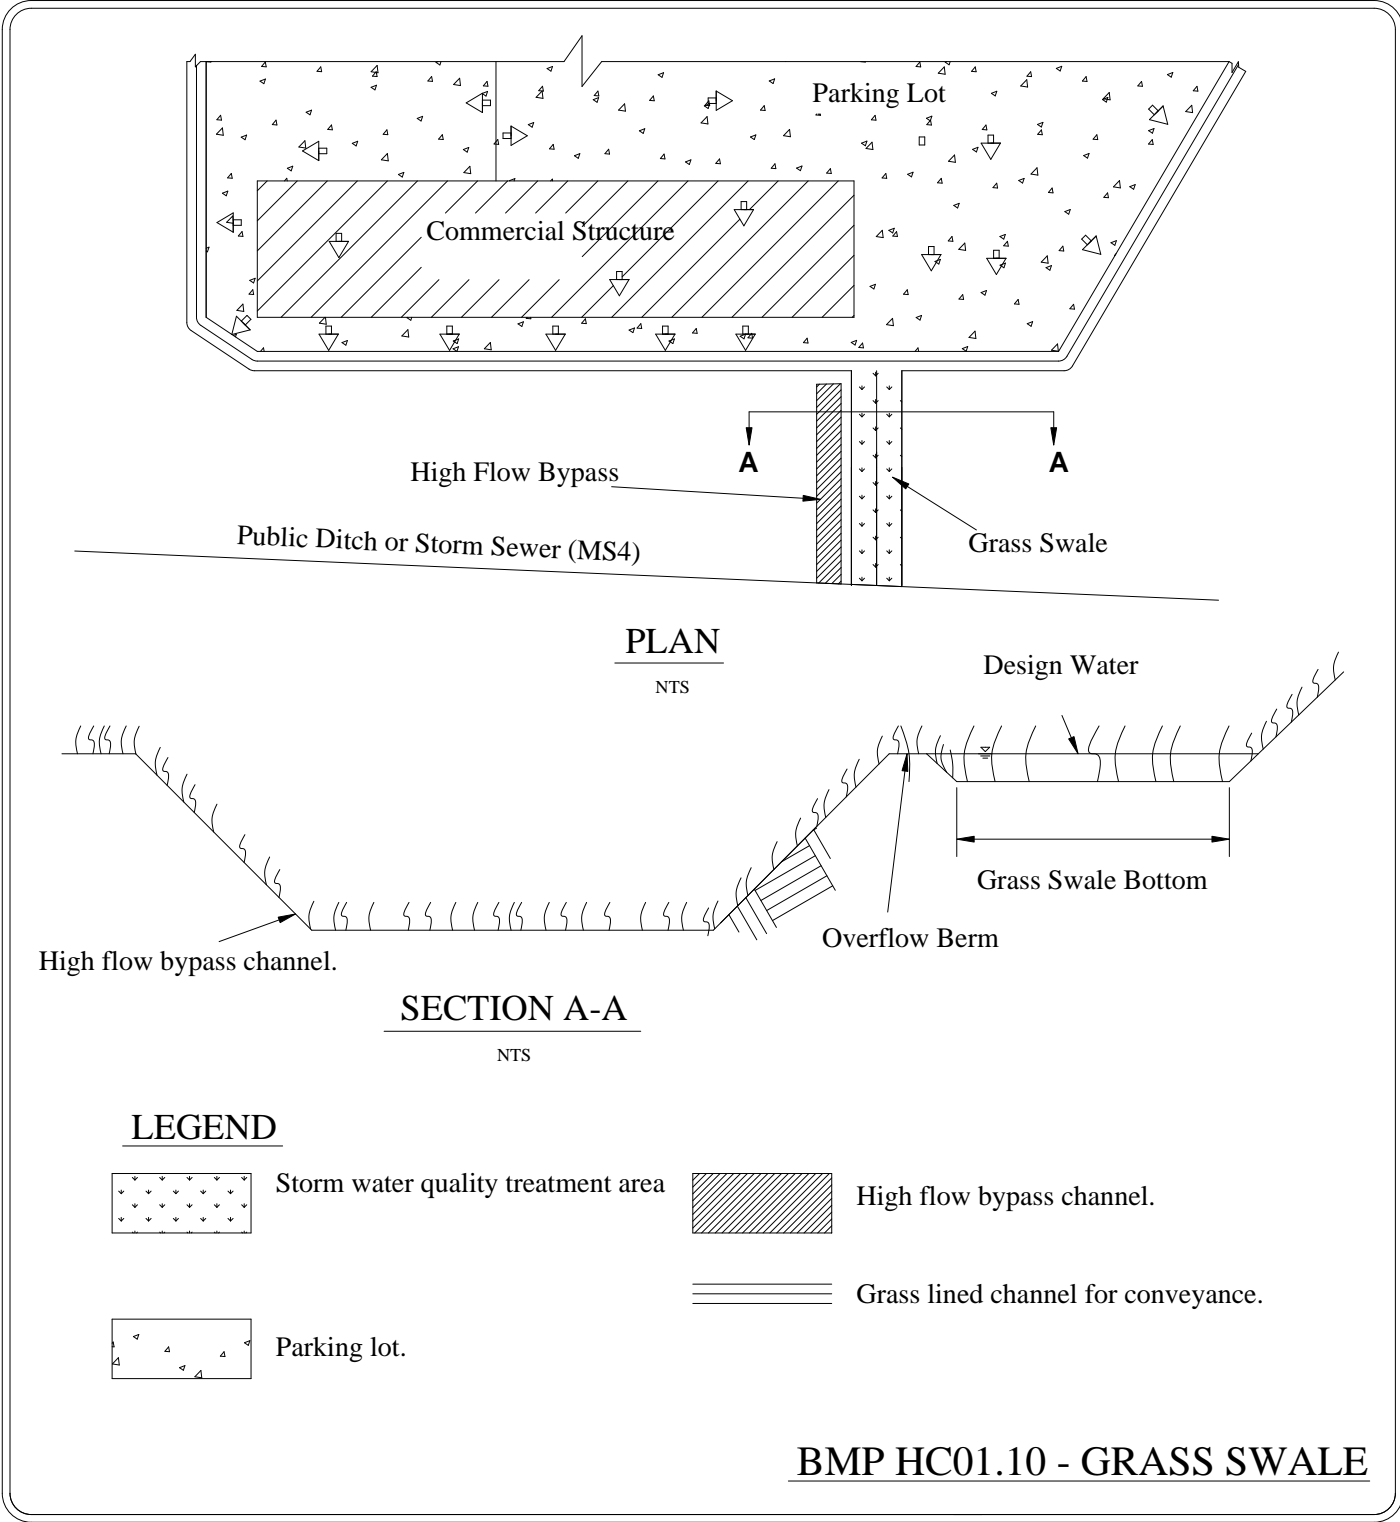 Parking Lot
Commercial Structure
A
A
High Flow Bypass
Public Ditch or Storm Sewer (MS4)
Grass Swale
PLAN
NTS
Design Water
Grass Swale Bottom
Overflow Berm
High flow bypass channel.
SECTION A-A
NTS
LEGEND
Storm water quality treatment area
High flow bypass channel.
Grass lined channel for conveyance.
Parking lot.
BMP HC01.10 - GRASS SWALE